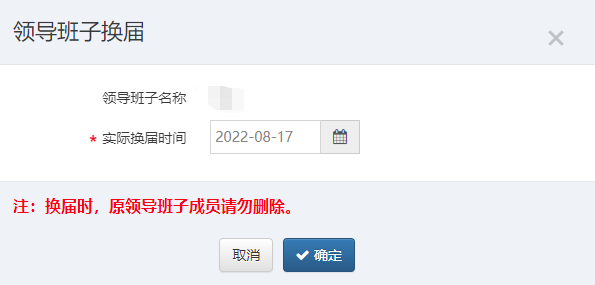 领导班子换届
×
领导班子名称
* 实际换届时间 2022-08-17
注：换届时，原领导班子成员请勿删除。
取消 确定